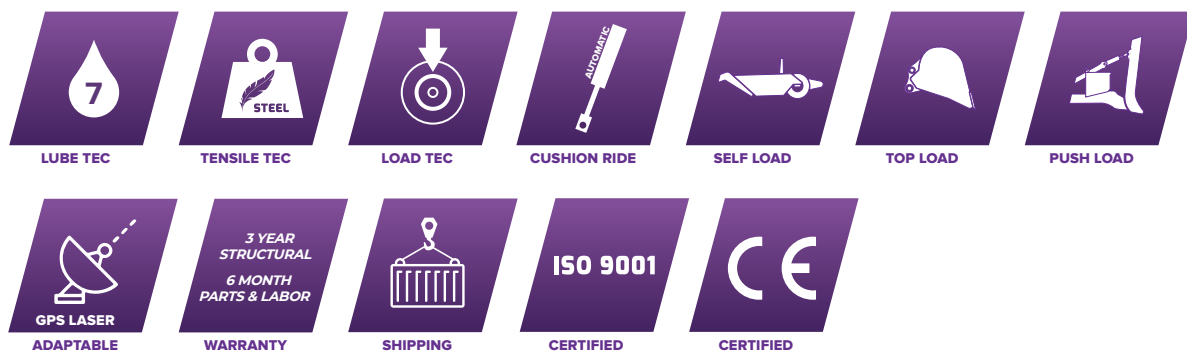 7
STEEL
AUTOMATIC
LUBE TEC
TENSILE TEC
LOAD TEC
CUSHION RIDE
SELF LOAD
TOP LOAD
PUSH LOAD
GPS LASER
3 YEAR
STRUCTURAL
6 MONTH
PARTS & LABOR
ISO 9001
CE
ADAPTABLE
WARRANTY
SHIPPING
CERTIFIED
CERTIFIED